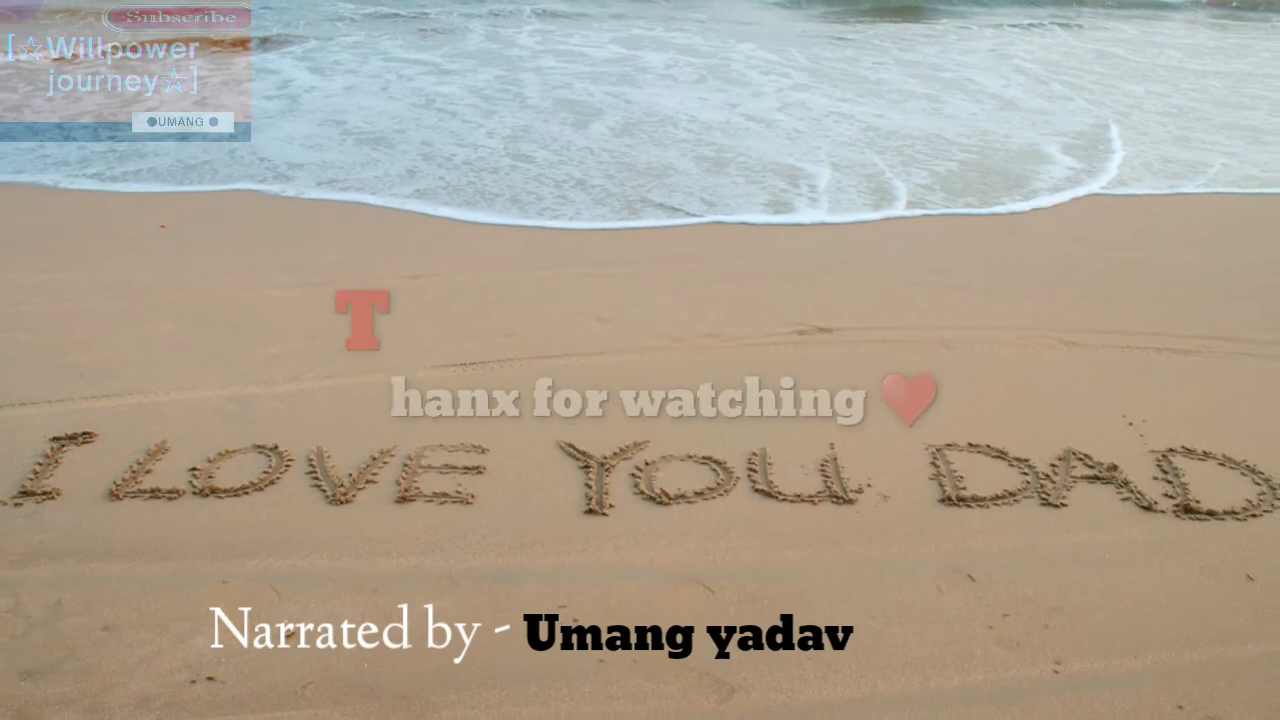 Subscribe
[☆Willpower
journey☆]
●UMANG●
T
hanx for watching ❤
I LOVE YOU DAD
Narrated by - Umang yadav